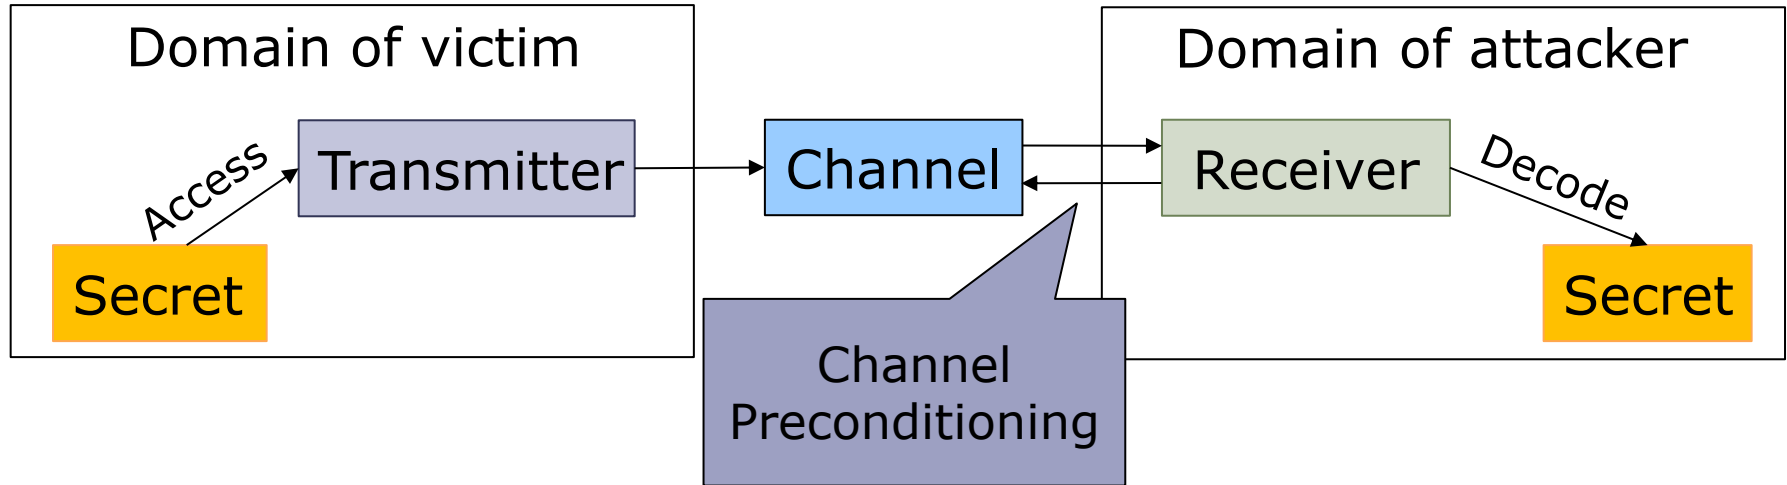 Domain of victim
Access
Transmitter
Secret
Channel
Channel
Preconditioning
Domain of attacker
Receiver
Decode
Secret